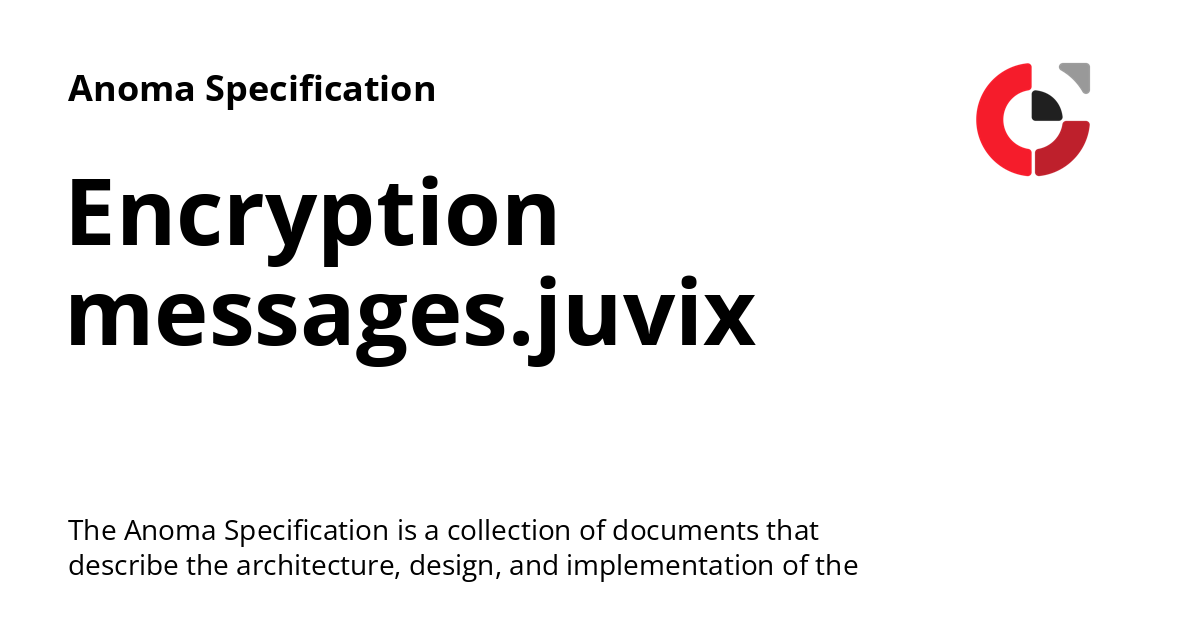 Anoma Specification
Encryption
messages.juvix
The Anoma Specification is a collection of documents that
describe the architecture, design, and implementation of the